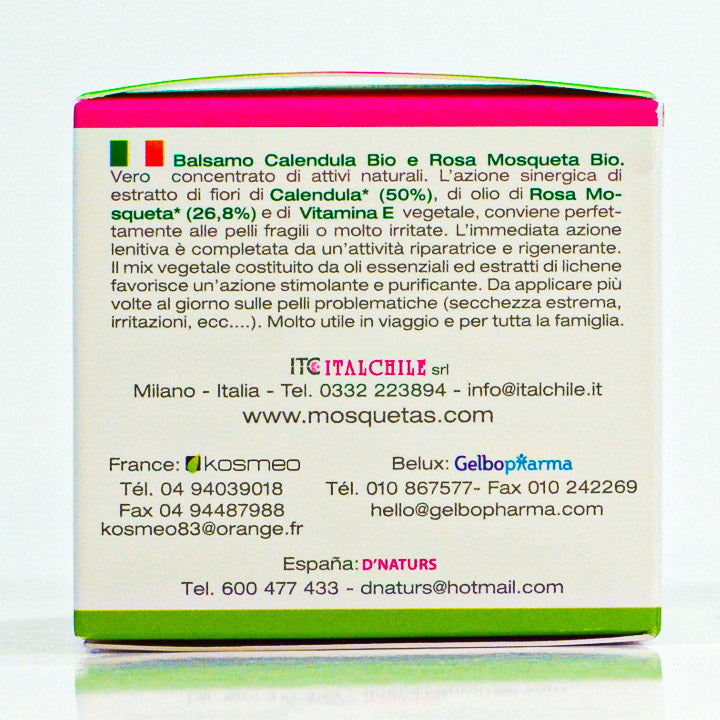 Balsamo Calendula Bio e Rosa Mosqueta Bio.
Vero concentrato di attivi naturali. L'azione sinergica di
estratto di fiori di Calendula* (50%), di olio di Rosa Mo-
squeta* (26,8%) e di Vitamina E vegetale, conviene perfet-
tamente alle pelli fragili o molto irritate. L'immediata azione
lenitiva è completata da un'attività riparatrice e rigenerante.
Il mix vegetale costituito da oli essenziali ed estratti di lichene
favorisce un'azione stimolante e purificante. Da applicare più
volte al giorno sulle pelli problematiche (secchezza estrema,
irritazioni, ecc....). Molto utile in viaggio e per tutta la famiglia.
ITC ITALCHILE srl
Milano - Italia - Tel. 0332 223894 - info@italchile.it
www.mosquetas.com
France: kosmeo
Tél. 04 94039018
Fax 04 94487988
kosmeo83@orange.fr
Belux: Gelbopharma
Tél. 010 867577- Fax 010 242269
hello@gelbopharma.com
España: D'NATURS
Tel. 600 477 433 - dnaturs@hotmail.com